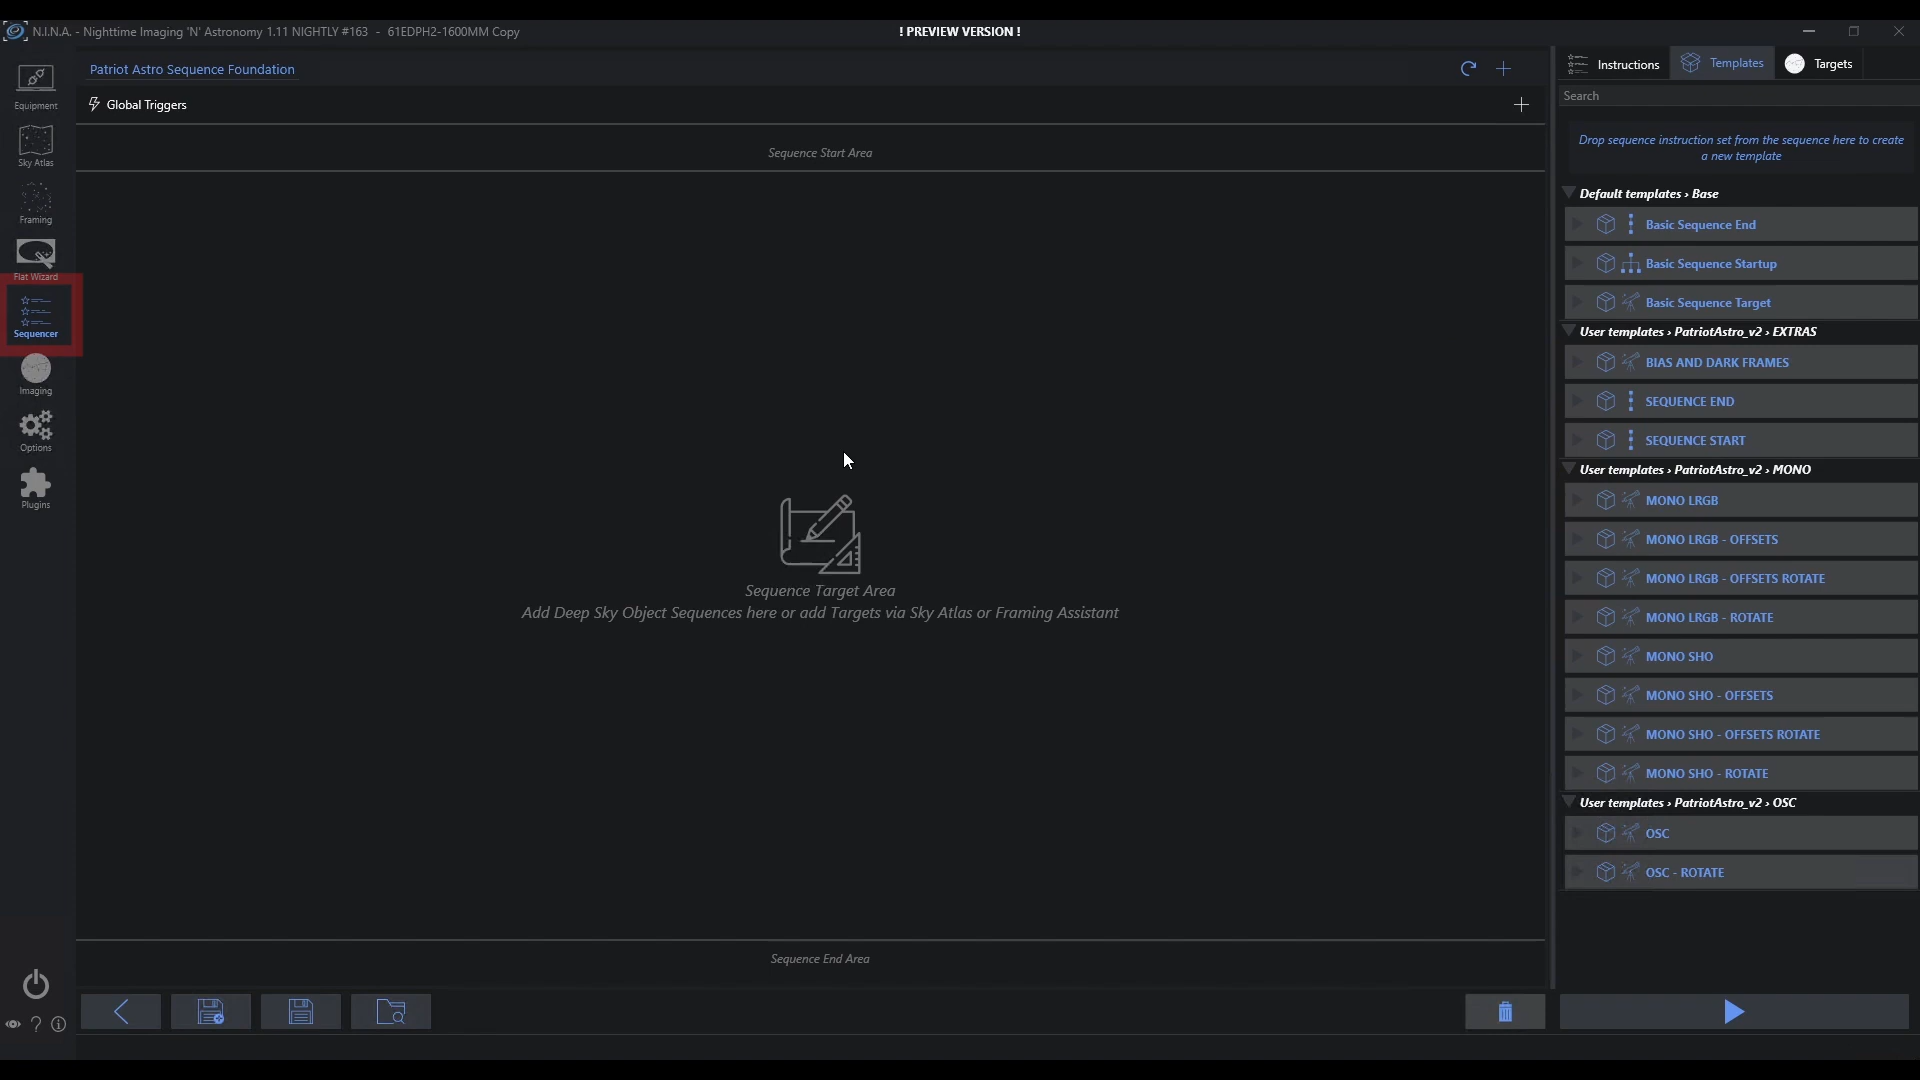 N.I.N.A. - Nighttime Imaging 'N' Astronomy 1.11 NIGHTLY #163 - 61EDPH2-1600MM Copy
! PREVIEW VERSION !
Equipment
Sky Atlas
Framing
Flat Wizard
Sequencer
Imaging
Options
Plugins
Patriot Astro Sequence Foundation
Global Triggers
Sequence Start Area
Sequence Target Area
Add Deep Sky Object Sequences here or add Targets via Sky Atlas or Framing Assistant
Sequence End Area
Instructions
Templates
Targets
Search
Drop sequence instruction set from the sequence here to create
a new template
Default templates › Base
Basic Sequence End
Basic Sequence Startup
Basic Sequence Target
User templates › PatriotAstro_v2 › EXTRAS
BIAS AND DARK FRAMES
SEQUENCE END
SEQUENCE START
User templates › PatriotAstro_v2 › MONO
MONO LRGB
MONO LRGB - OFFSETS
MONO LRGB - OFFSETS ROTATE
MONO LRGB - ROTATE
MONO SHO
MONO SHO - OFFSETS
MONO SHO - OFFSETS ROTATE
MONO SHO - ROTATE
User templates › PatriotAstro_v2 › OSC
OSC
OSC - ROTATE